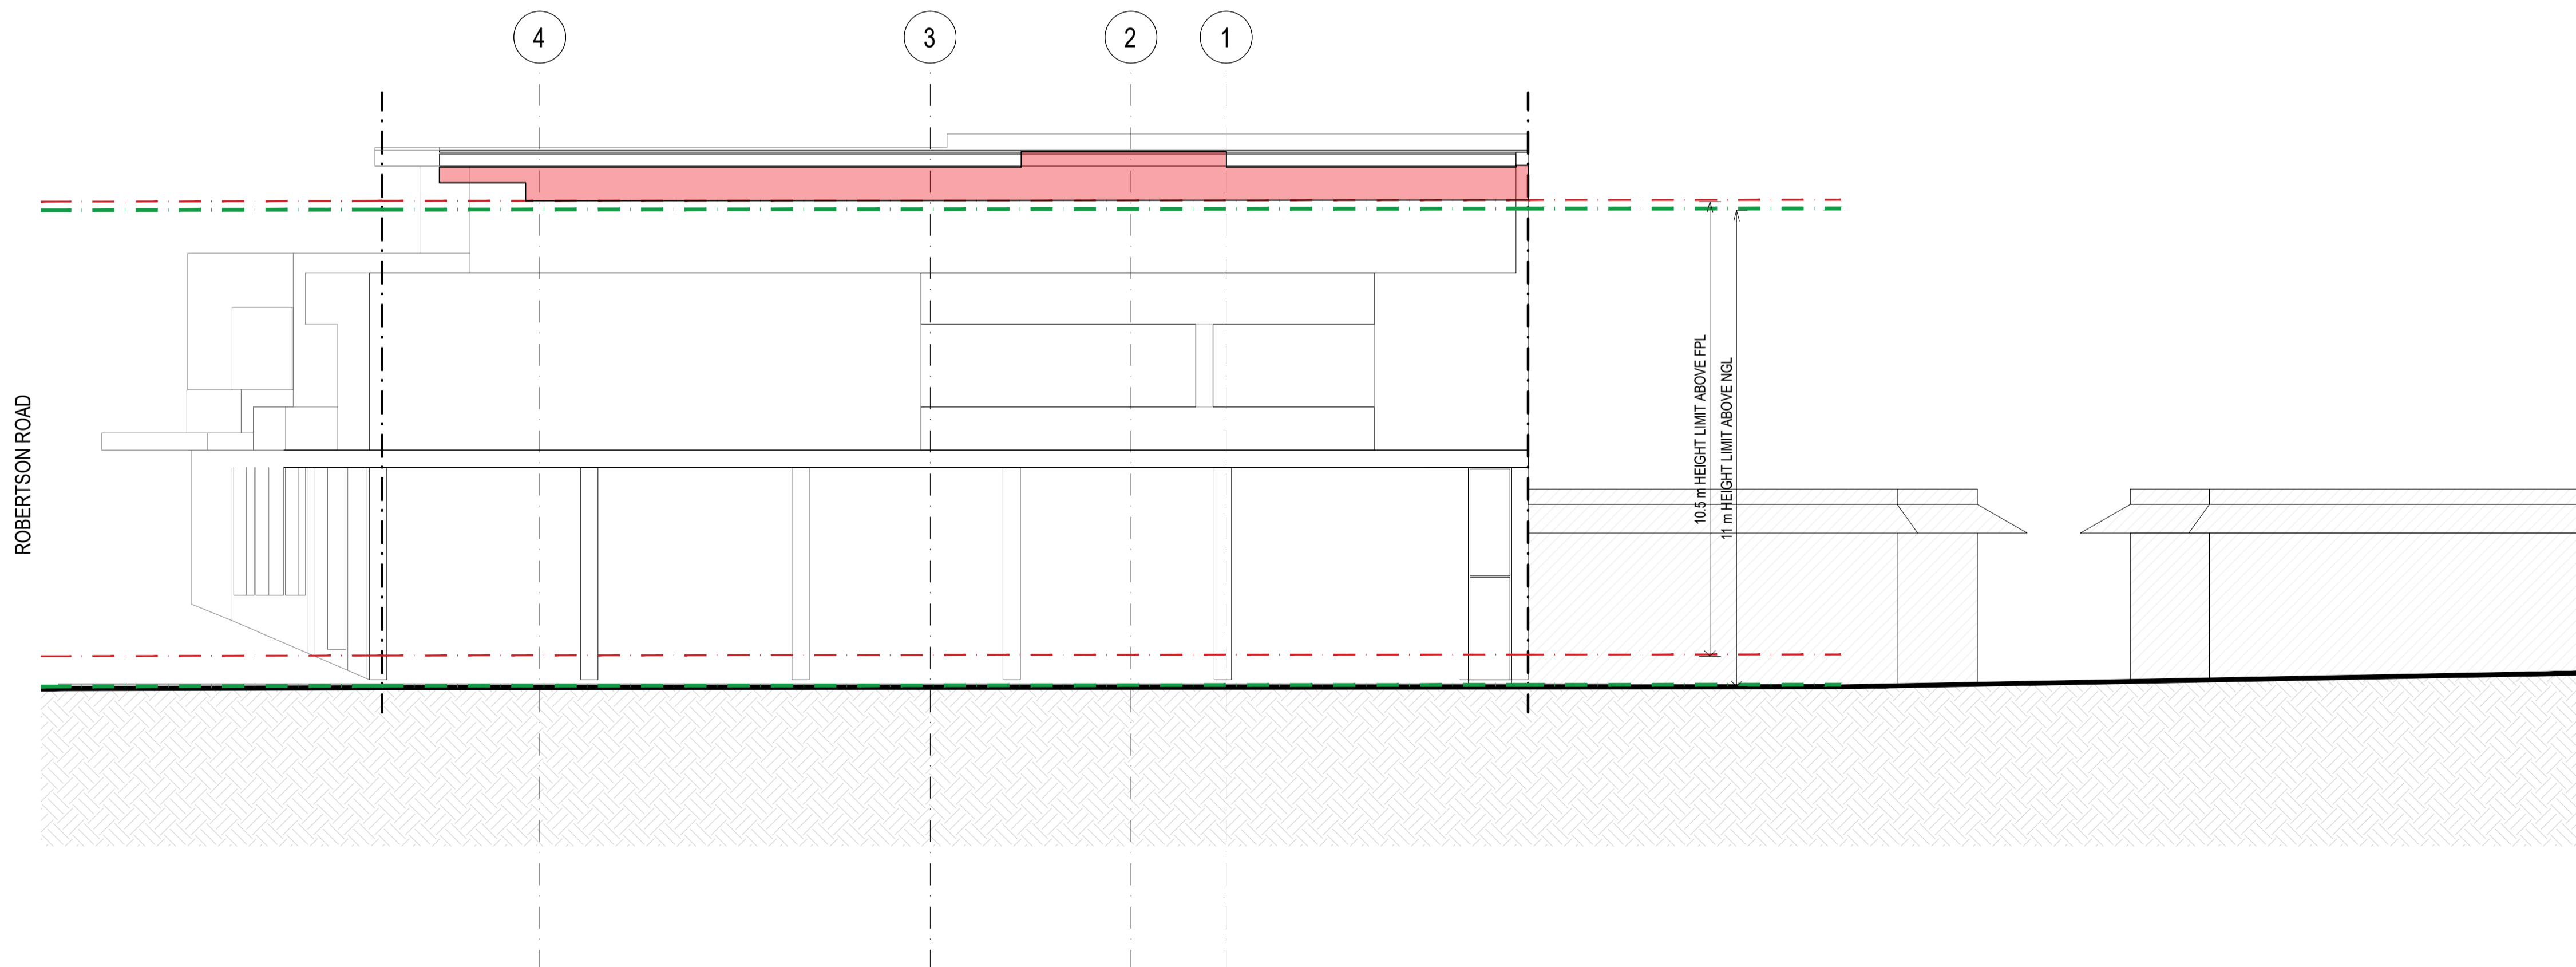 4
3
2
1
ROBERTSON ROAD
10.5 m HEIGHT LIMIT ABOVE FPL
11 m HEIGHT LIMIT ABOVE NGL